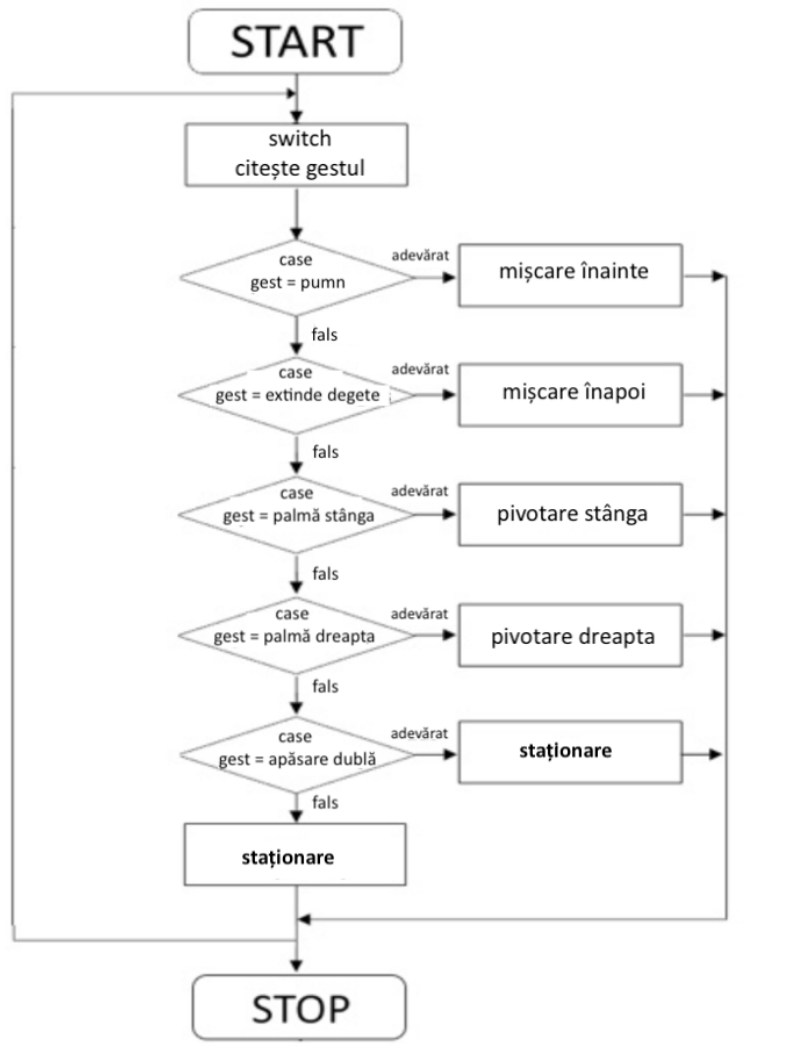 START
switch
citește gestul
case
gest = pumn
adevărat
mișcare înainte
fals
case
gest = extinde degete
adevărat
mișcare înapoi
fals
case
gest = palmă stânga
adevărat
pivotare stânga
fals
case
gest = palmă dreapta
adevărat
pivotare dreapta
fals
case
gest = apăsare dublă
adevărat
staționare
fals
staționare
STOP